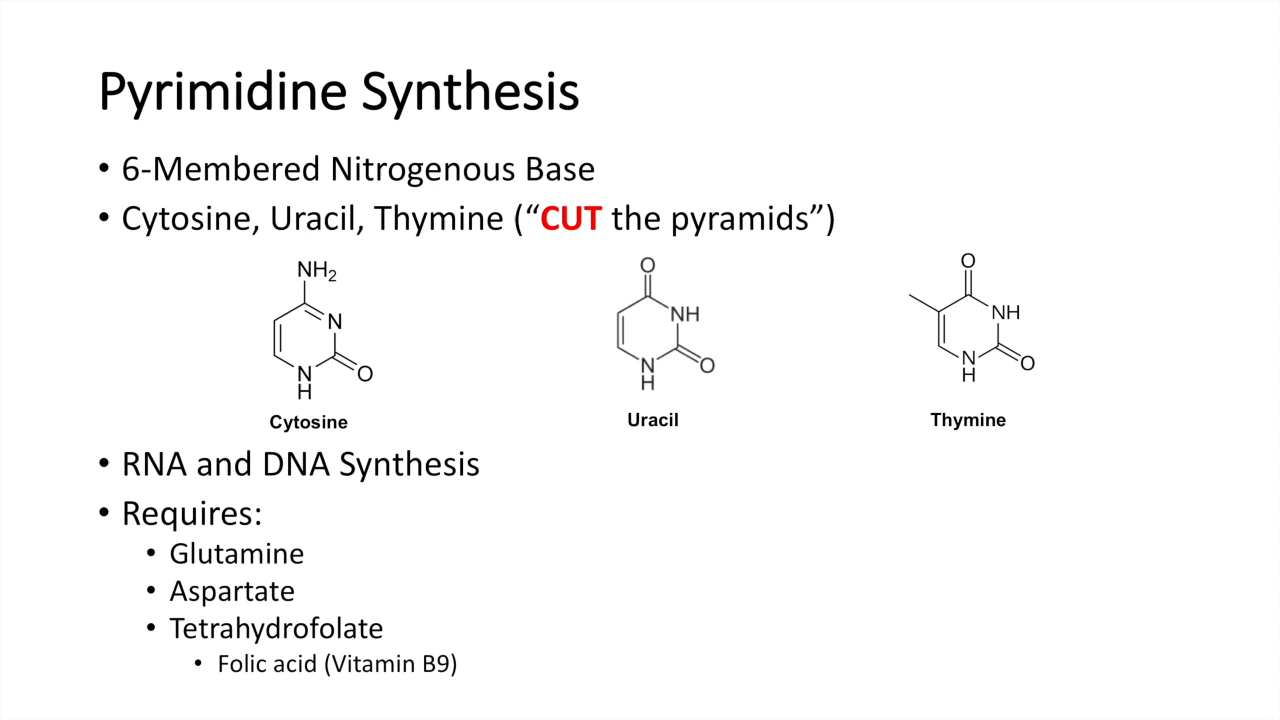 Pyrimidine Synthesis
• 6-Membered Nitrogenous Base
• Cytosine, Uracil, Thymine (“CUT the pyramids”)
NH2
N
N
H
O
Cytosine
O
NH
N
H
O
Uracil
O
NH
N
H
O
Thymine
• RNA and DNA Synthesis
• Requires:
• Glutamine
• Aspartate
• Tetrahydrofolate
• Folic acid (Vitamin B9)